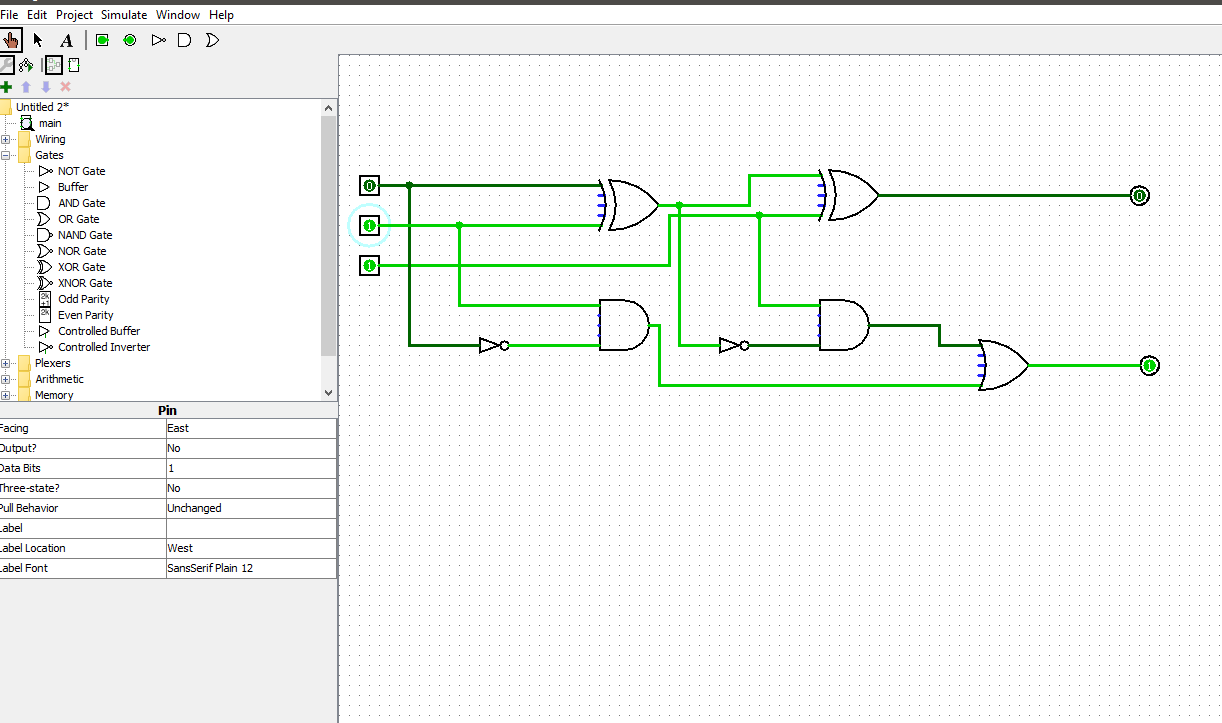 File Edit Project Simulate Window Help
A
Untitled 2*
main
Wiring
Gates
NOT Gate
Buffer
AND Gate
OR Gate
NAND Gate
NOR Gate
XOR Gate
XNOR Gate
2k+1 Odd Parity
2k Even Parity
Controlled Buffer
Controlled Inverter
Plexers
Arithmetic
Memory
Pin
Facing East
Output? No
Data Bits 1
Three-state? No
Pull Behavior Unchanged
Label
Label Location West
Label Font SansSerif Plain 12
0
1
1
0
1